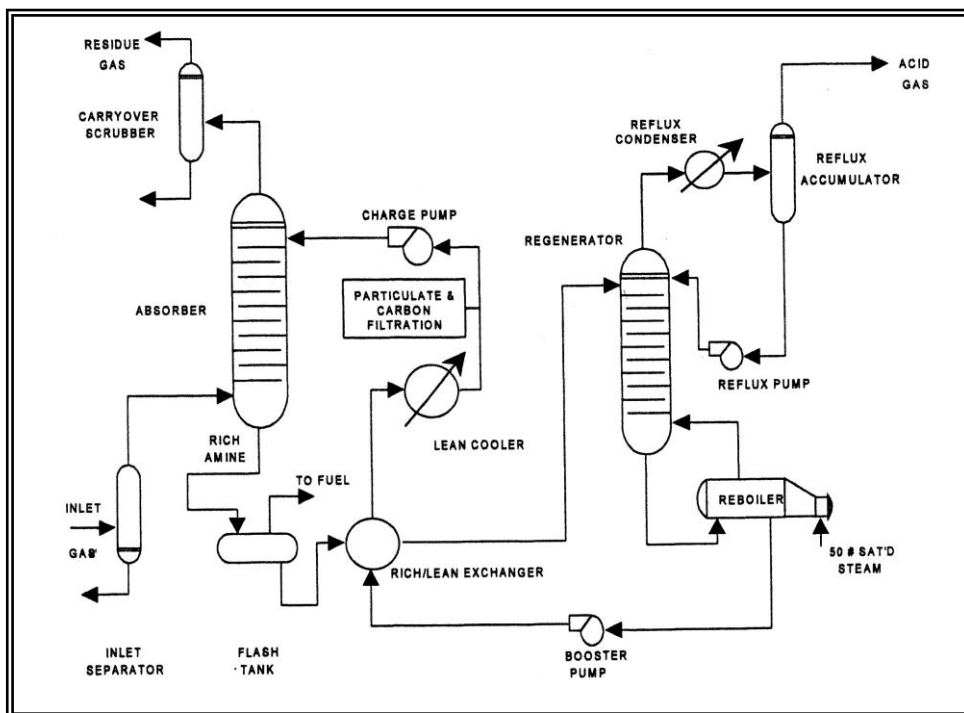 RESIDUE
GAS
CARRYOVER
SCRUBBER
ABSORBER
CHARGE PUMP
PARTICULATE &
CARBON
FILTRATION
LEAN COOLER
RICH
AMINE
TO FUEL
INLET
GAS'
RICH/LEAN EXCHANGER
INLET
SEPARATOR
FLASH
TANK
ACID
GAS
REFLUX
CONDENSER
REFLUX
ACCUMULATOR
REGENERATOR
REFLUX PUMP
REBOILER
50 # SAT'D
STEAM
BOOSTER
PUMP